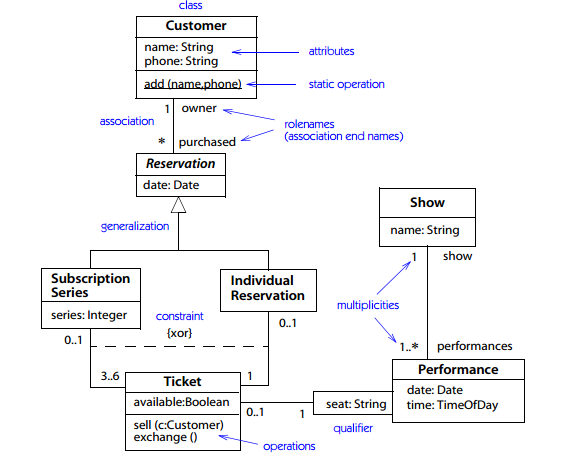 class
Customer
name: String
phone: String
attributes
add (name,phone)
static operation
1 owner
association
rolenames
(association end names)
* purchased
Reservation
date: Date
generalization
Show
name: String
1 show
Subscription
Series
series: Integer
Individual
Reservation
multiplicities
constraint
{xor}
0..1
0..1
1..* performances
Performance
date: Date
time: TimeOfDay
3..6
1
Ticket
available:Boolean
sell (c:Customer)
exchange ()
0..1
1
seat: String
qualifier
operations